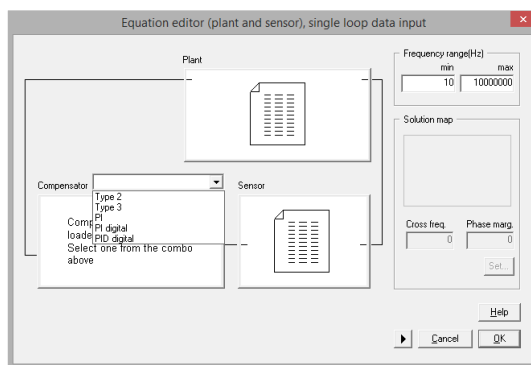 Equation editor (plant and sensor), single loop data input
x
Plant
Frequency range(Hz)
min max
10 10000000
Solution map
Compensator
Sensor
Type 2
Type 3
PI
PI digital
PID digital
Comp
loade
Select one from the combo
above
Cross freq. Phase marg.
0 0
Set...
Help
Cancel OK